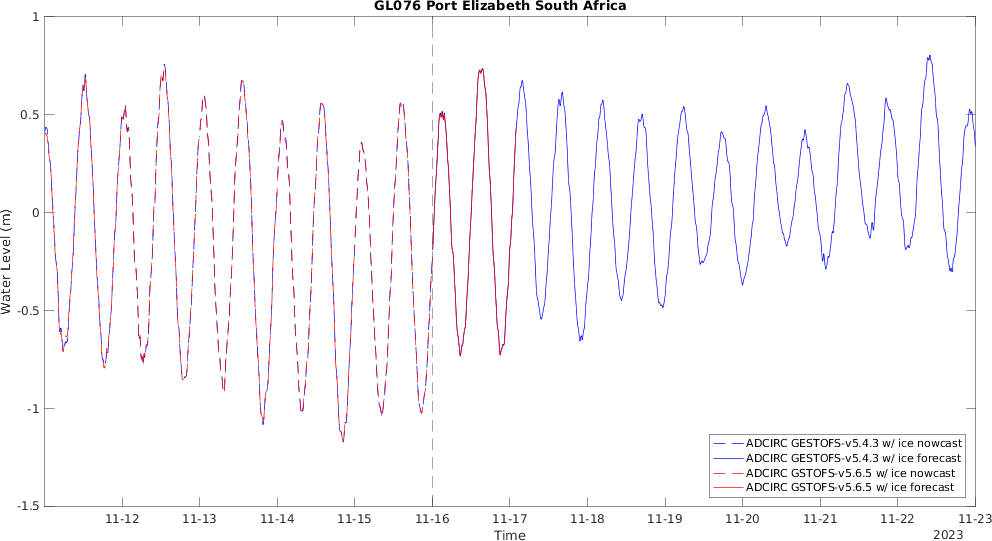 GL076 Port Elizabeth South Africa
1
0.5
0
-0.5
-1
-1.5
Water Level (m)
ADCIRC GESTOFS-v5.4.3 w/ ice nowcast
ADCIRC GESTOFS-v5.4.3 w/ ice forecast
ADCIRC GSTOFS-v5.6.5 w/ ice nowcast
ADCIRC GSTOFS-v5.6.5 w/ ice forecast
11-12 11-13 11-14 11-15 11-16 11-17 11-18 11-19 11-20 11-21 11-22 11-23
Time
2023